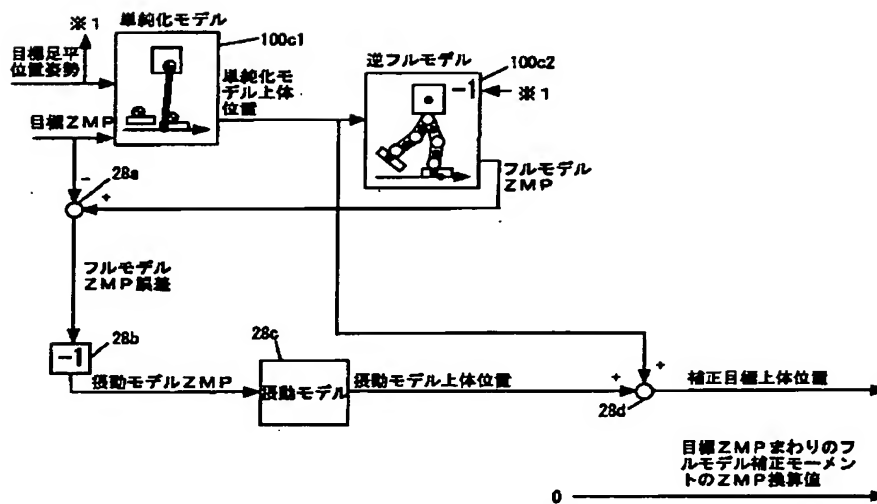 ※1
単純化モデル
100c1
目標足平
位置姿勢
単純化モ
デル上体
位置
逆フルモデル
100c2
-1
※1
目標ZMP
-
28a
+
フルモデル
ZMP
フルモデル
ZMP誤差
-1
28b
摂動モデルZMP
28c
摂動モデル
摂動モデル上体位置
+
+
28d
補正目標上体位置
目標ZMPまわりのフ
ルモデル補正モーメン
トのZMP換算値
0